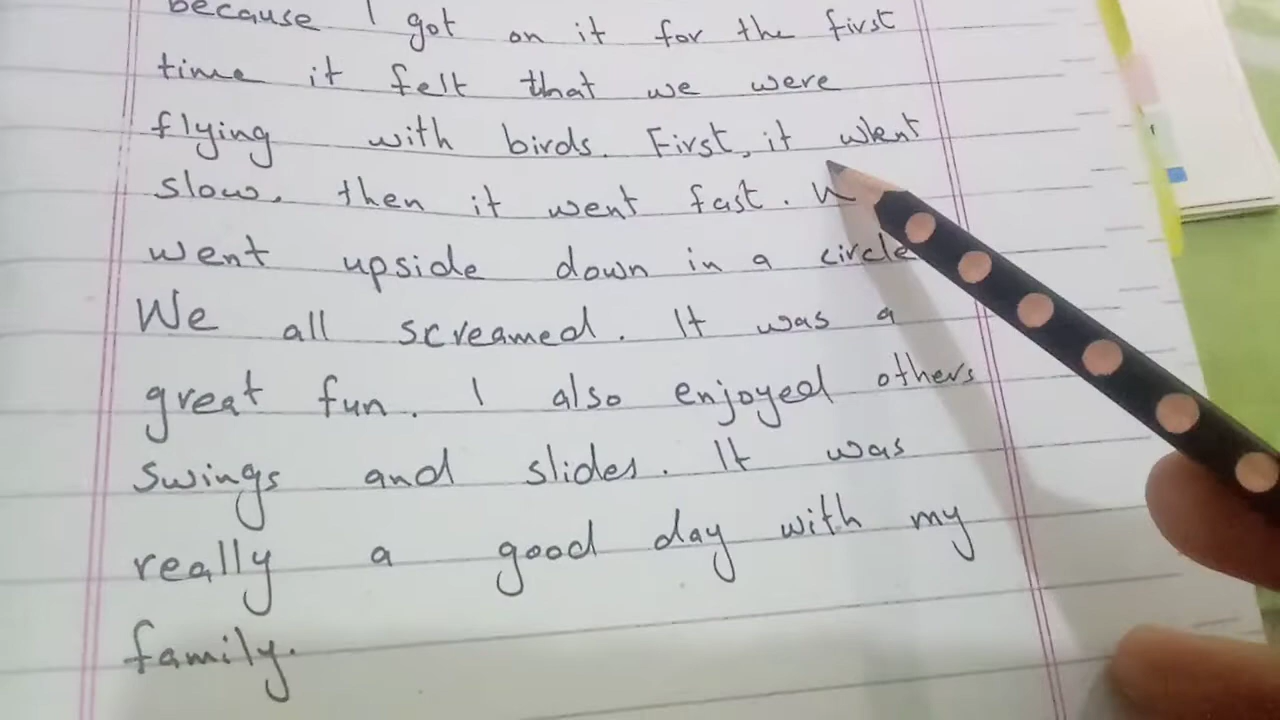 because I got on it for the first
time it felt that we were
flying with birds. First, it went
slow. then it went fast.
went upside down in a circle
We all screamed. It was a
great fun. I also enjoyed others
swings and slides. It was
really a good day with my
family.